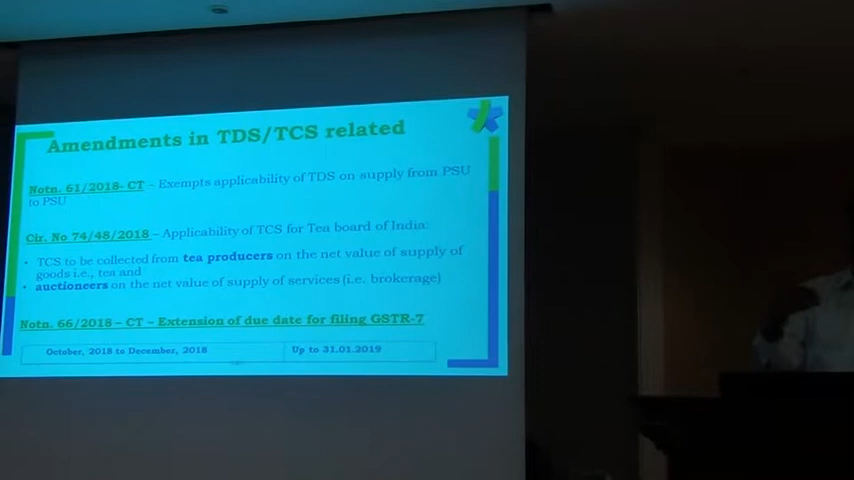 Amendments in TDS/TCS related
Notn. 61/2018- CT – Exempts applicability of TDS on supply from PSU
to PSU
Cir. No 74/48/2018 – Applicability of TCS for Tea board of India:
• TCS to be collected from tea producers on the net value of supply of
goods i.e., tea and
• auctioneers on the net value of supply of services (i.e. brokerage)
Notn. 66/2018 – CT – Extension of due date for filing GSTR-7
October, 2018 to December, 2018 Up to 31.01.2019